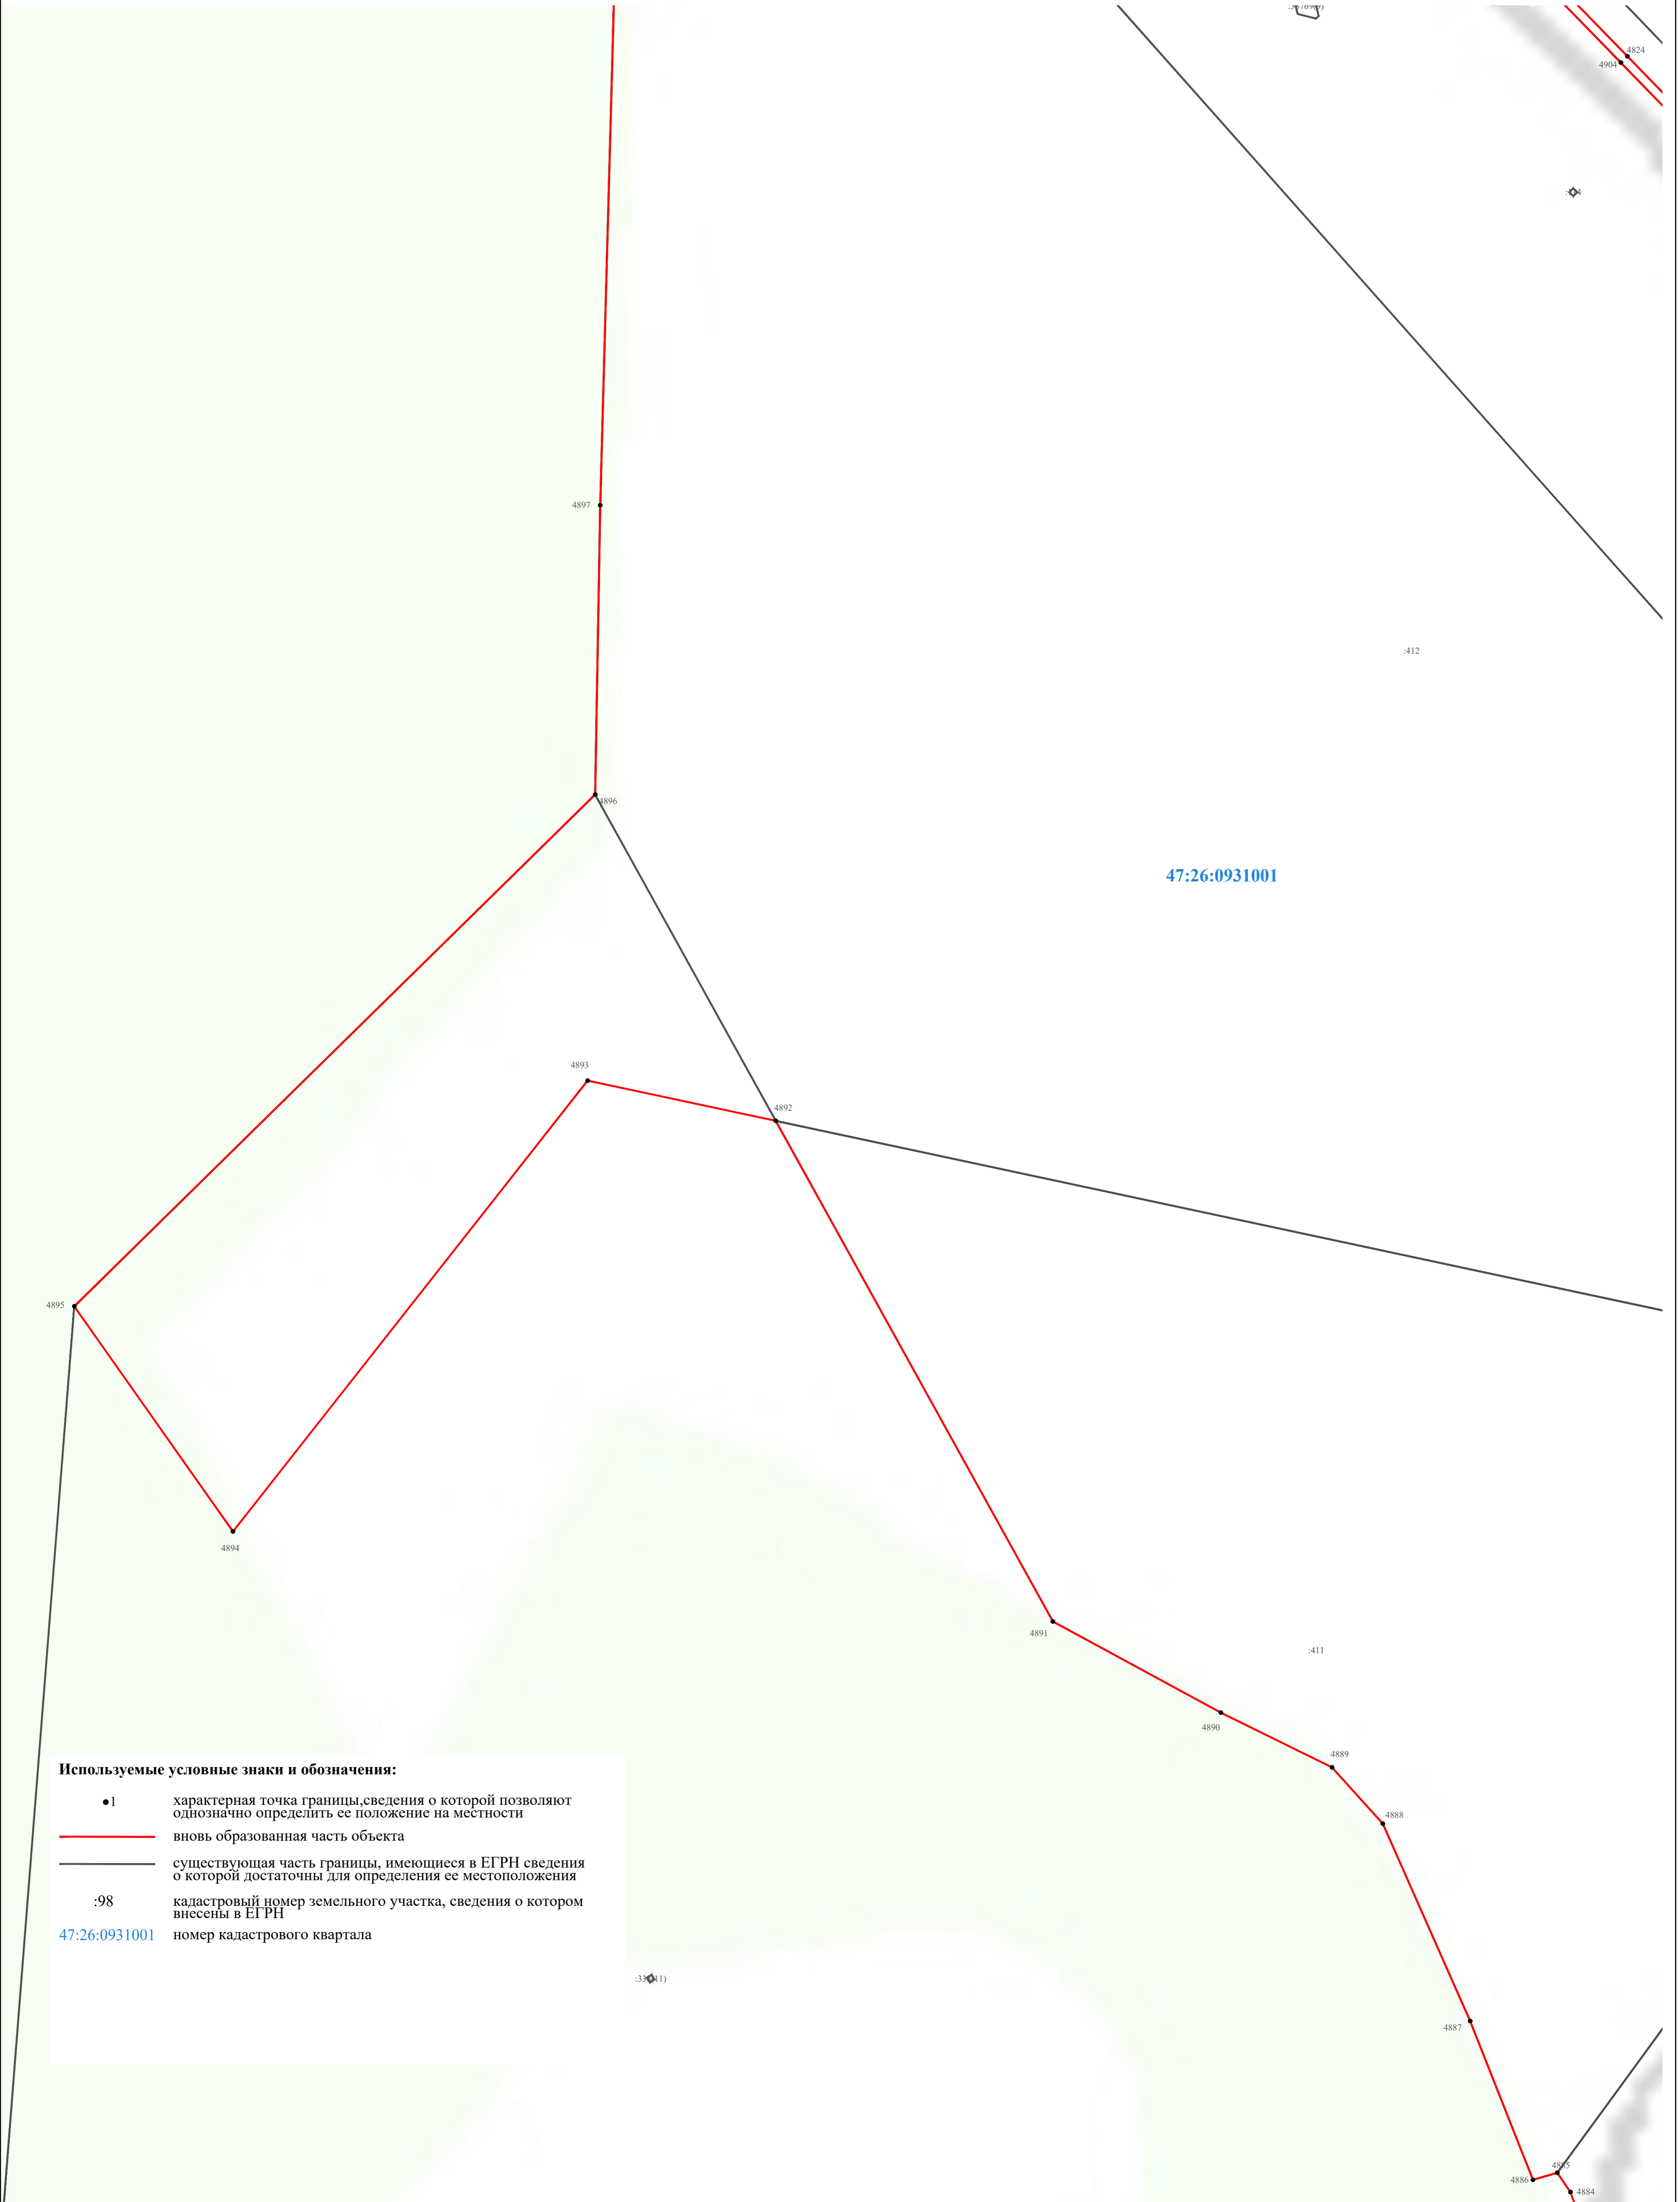 4824
4904
:412
4897
4896
47:26:0931001
4893
4892
4895
4894
4891
:411
4890
4889
4888
4887
4886
4884
Используемые условные знаки и обозначения:
1 характерная точка границы,сведения о которой позволяют
однозначно определить ее положение на местности
вновь образованная часть объекта
существующая часть границы, имеющиеся в ЕГРН сведения
о которой достаточны для определения ее местоположения
:98 кадастровый номер земельного участка, сведения о котором
внесены в ЕГРН
47:26:0931001 номер кадастрового квартала